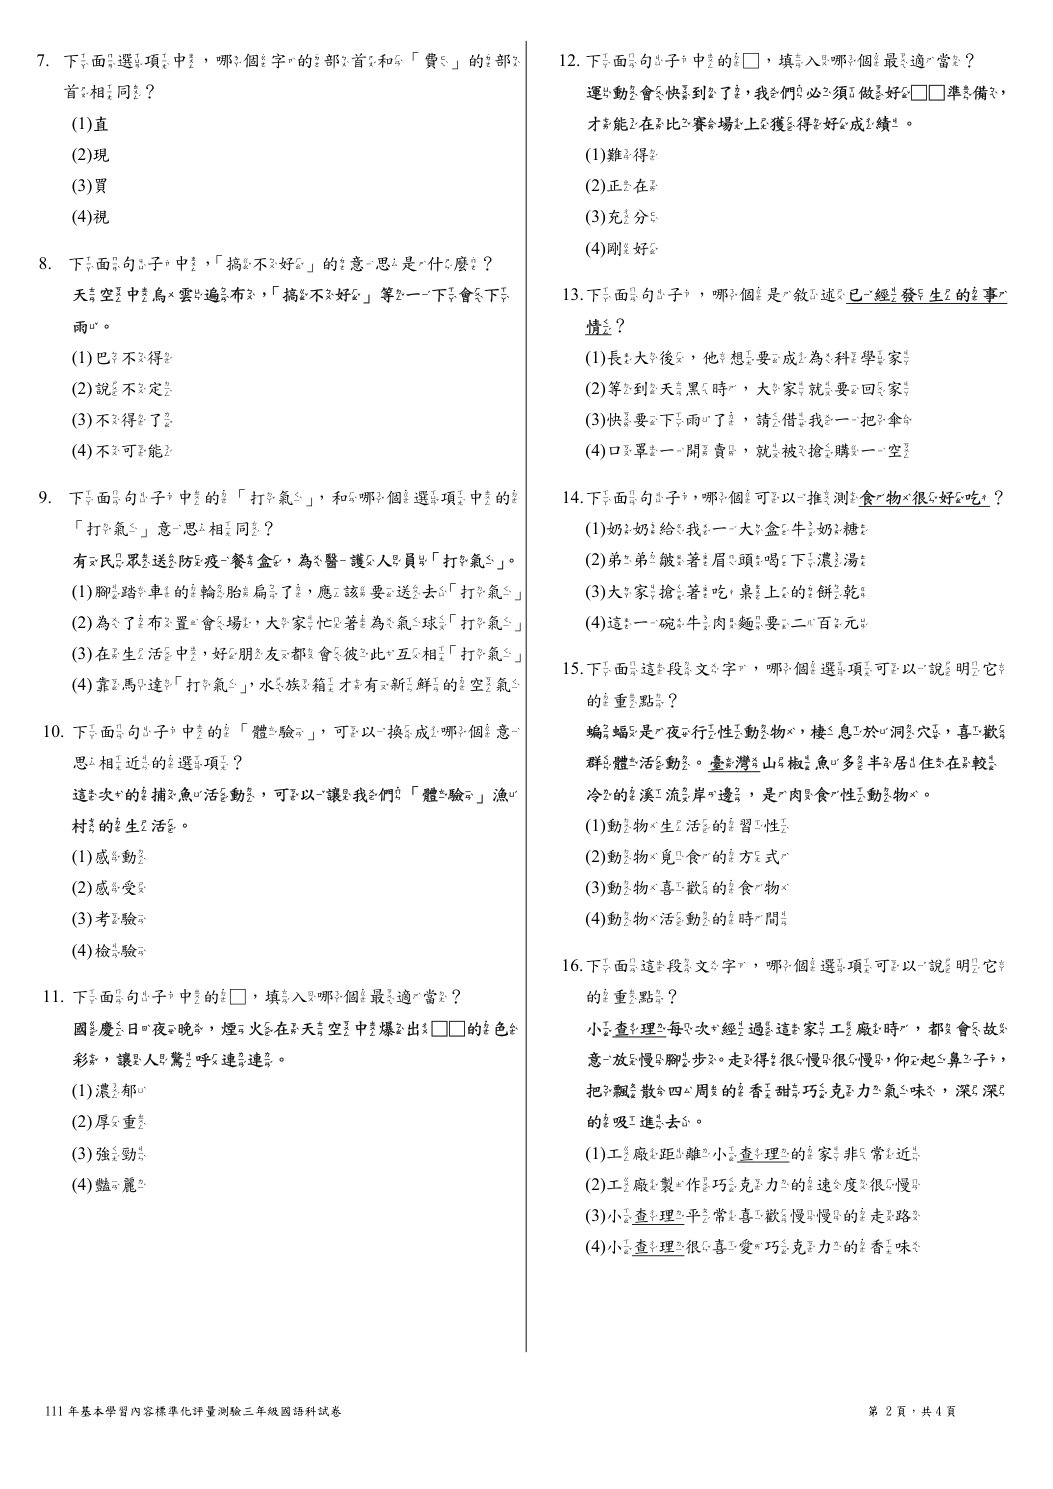 7. 下面選項中，哪個字的部首和「費」的部
首相同？
(1)直
(2)現
(3)買
(4)視
8. 下面句子中，「搞不好」的意思是什麼？
天空中烏雲遍布，「搞不好」等一下會下
雨。
(1)巴不得
(2)說不定
(3)不得了
(4)不可能
9. 下面句子中的「打氣」，和哪個選項中的
「打氣」意思相同？
有民眾送防疫餐盒，為醫護人員「打氣」。
(1)腳踏車的輪胎扁了，應該要送去「打氣」
(2)為了布置會場，大家忙著為氣球「打氣」
(3)在生活中，好朋友都會彼此互相「打氣」
(4)靠馬達「打氣」，水族箱才有新鮮的空氣
10. 下面句子中的「體驗」，可以換成哪個意
思相近的選項？
這次的捕魚活動，可以讓我們「體驗」漁
村的生活。
(1)感動
(2)感受
(3)考驗
(4)檢驗
11. 下面句子中的□，填入哪個最適當？
國慶日夜晚，煙火在天空中爆出□□的色
彩，讓人驚呼連連。
(1)濃郁
(2)厚重
(3)強勁
(4)豔麗
12. 下面句子中的□，填入哪個最適當？
運動會快到了，我們必須做好□□準備，
才能在比賽場上獲得好成績。
(1)難得
(2)正在
(3)充分
(4)剛好
13. 下面句子，哪個是敘述已經發生的事
情？
(1)長大後，他想要成為科學家
(2)等到天黑時，大家就要回家
(3)快要下雨了，請借我一把傘
(4)口罩一開賣，就被搶購一空
14. 下面句子，哪個可以推測食物很好吃？
(1)奶奶給我一大盒牛奶糖
(2)弟弟皺著眉頭喝下濃湯
(3)大家搶著吃桌上的餅乾
(4)這一碗牛肉麵要二百元
15. 下面這段文字，哪個選項可以說明它
的重點？
蝙蝠是夜行性動物，棲息於洞穴，喜歡
群體活動。臺灣山椒魚多半居住在較
冷的溪流岸邊，是肉食性動物。
(1)動物生活的習性
(2)動物覓食的方式
(3)動物喜歡的食物
(4)動物活動的時間
16. 下面這段文字，哪個選項可以說明它
的重點？
小查理每次經過這家工廠時，都會故
意放慢腳步。走得很慢很慢，仰起鼻子，
把飄散四周的香甜巧克力氣味，深深
的吸進去。
(1)工廠距離小查理的家非常近
(2)工廠製作巧克力的速度很慢
(3)小查理平常喜歡慢慢的走路
(4)小查理很喜愛巧克力的香味
111 年基本學習內容標準化評量測驗三年級國語科試卷
第 2 頁，共 4 頁